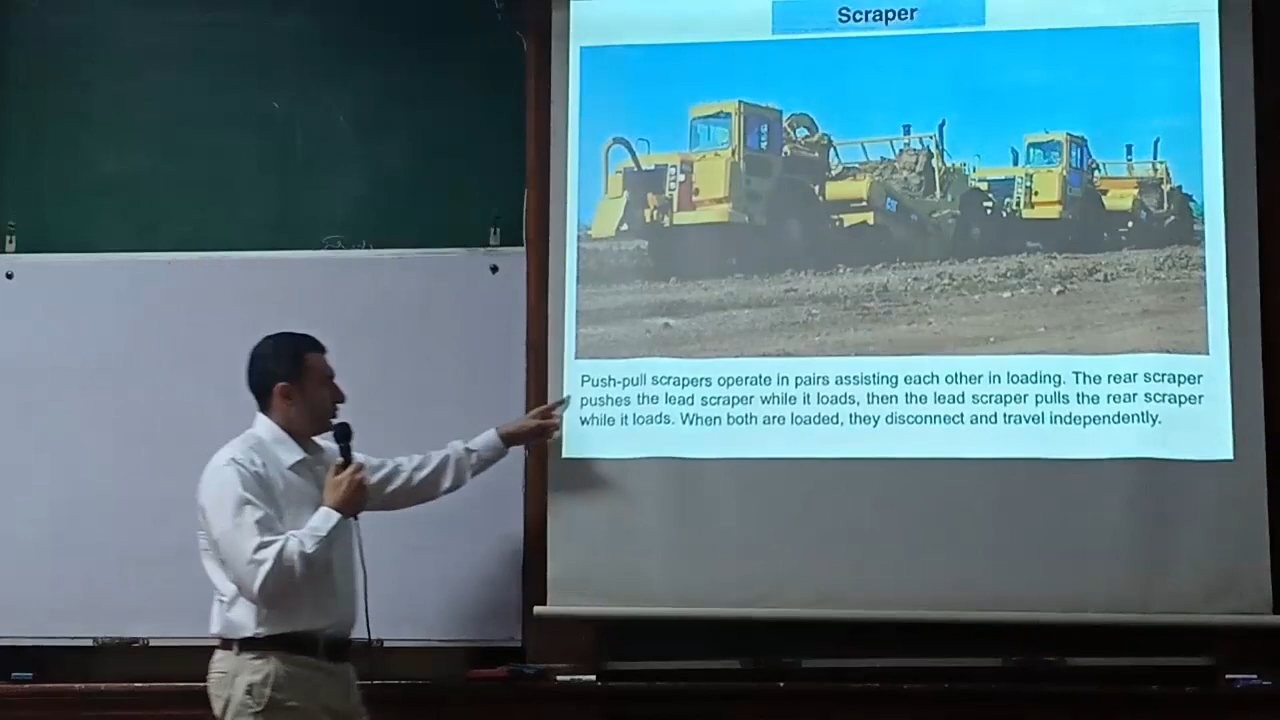 Scraper
Push-pull scrapers operate in pairs assisting each other in loading. The rear scraper
pushes the lead scraper while it loads, then the lead scraper pulls the rear scraper
while it loads. When both are loaded, they disconnect and travel independently.